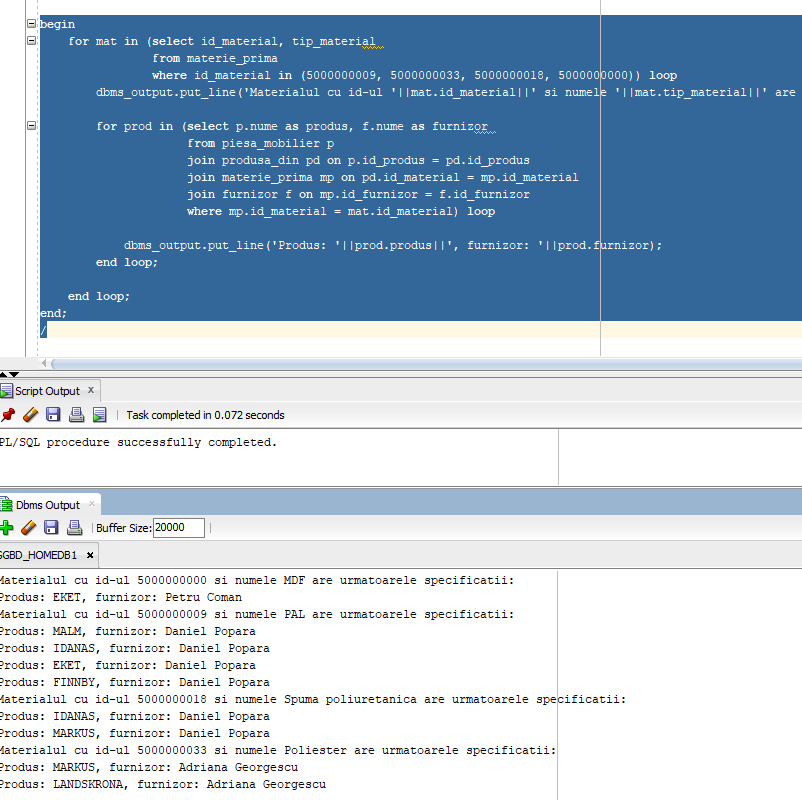 begin
for mat in (select id_material, tip_material
from materie_prima
where id_material in (5000000009, 5000000033, 5000000018, 5000000000)) loop
dbms_output.put_line('Materialul cu id-ul '||mat.id_material||' si numele '||mat.tip_material||' are
for prod in (select p.nume as produs, f.nume as furnizor
from piesa_mobilier p
join produsa_din pd on p.id_produs = pd.id_produs
join materie_prima mp on pd.id_material = mp.id_material
join furnizor f on mp.id_furnizor = f.id_furnizor
where mp.id_material = mat.id_material) loop
dbms_output.put_line('Produs: '||prod.produs||', furnizor: '||prod.furnizor);
end loop;
end loop;
end;
/
Script Output x
Task completed in 0.072 seconds
PL/SQL procedure successfully completed.
Dbms Output x
Buffer Size: 20000
SGBD_HOMEDB1 x
Materialul cu id-ul 5000000000 si numele MDF are urmatoarele specificatii:
Produs: EKET, furnizor: Petru Coman
Materialul cu id-ul 5000000009 si numele PAL are urmatoarele specificatii:
Produs: MALM, furnizor: Daniel Popara
Produs: IDANAS, furnizor: Daniel Popara
Produs: EKET, furnizor: Daniel Popara
Produs: FINNBY, furnizor: Daniel Popara
Materialul cu id-ul 5000000018 si numele Spuma poliuretanica are urmatoarele specificatii:
Produs: IDANAS, furnizor: Daniel Popara
Produs: MARKUS, furnizor: Daniel Popara
Materialul cu id-ul 5000000033 si numele Poliester are urmatoarele specificatii:
Produs: MARKUS, furnizor: Adriana Georgescu
Produs: LANDSKRONA, furnizor: Adriana Georgescu